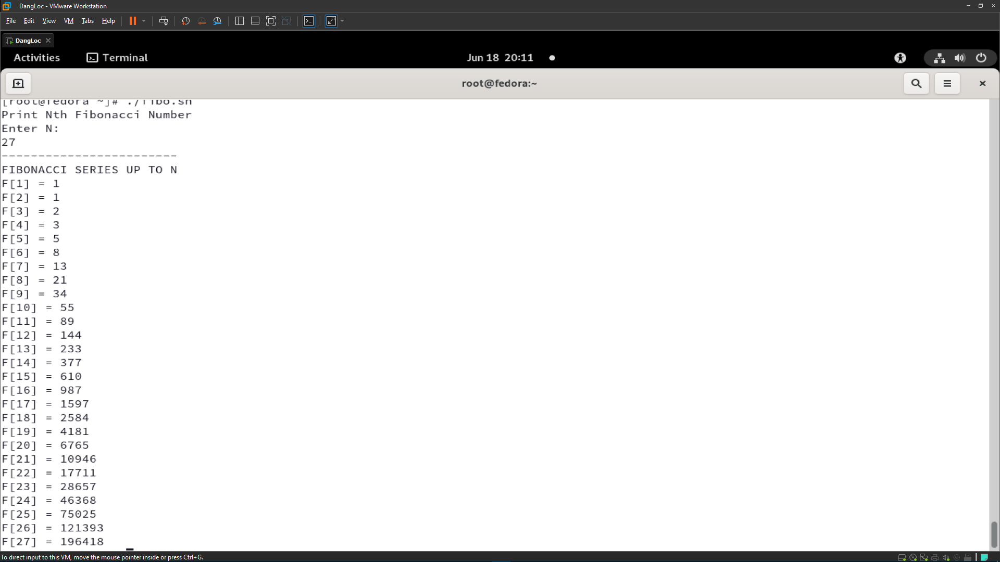 DangLoc - VMware Workstation
File Edit View VM Tabs Help
DangLoc
Activities Terminal Jun 18 20:11
root@fedora:~
[root@fedora ~]# ./fibo.sh
Print Nth Fibonacci Number
Enter N:
27
------------------------
FIBONACCI SERIES UP TO N
F[1] = 1
F[2] = 1
F[3] = 2
F[4] = 3
F[5] = 5
F[6] = 8
F[7] = 13
F[8] = 21
F[9] = 34
F[10] = 55
F[11] = 89
F[12] = 144
F[13] = 233
F[14] = 377
F[15] = 610
F[16] = 987
F[17] = 1597
F[18] = 2584
F[19] = 4181
F[20] = 6765
F[21] = 10946
F[22] = 17711
F[23] = 28657
F[24] = 46368
F[25] = 75025
F[26] = 121393
F[27] = 196418
To direct input to this VM, move the mouse pointer inside or press Ctrl+G.